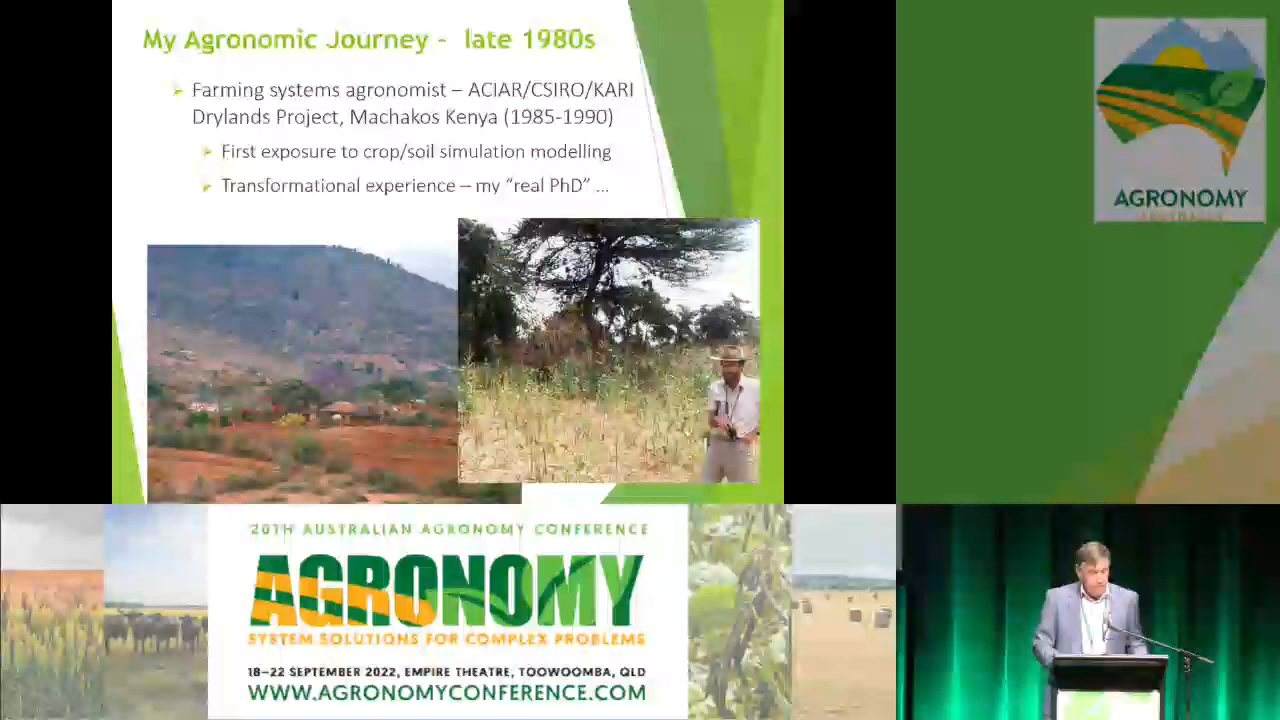 My Agronomic Journey - late 1980s
Farming systems agronomist – ACIAR/CSIRO/KARI
Drylands Project, Machakos Kenya (1985-1990)
First exposure to crop/soil simulation modelling
Transformational experience – my “real PhD” ...
AGRONOMY
20TH AUSTRALIAN AGRONOMY CONFERENCE
AGRONOMY
SYSTEM SOLUTIONS FOR COMPLEX PROBLEMS
18–22 SEPTEMBER 2022, EMPIRE THEATRE, TOOWOOMBA, QLD
WWW.AGRONOMYCONFERENCE.COM